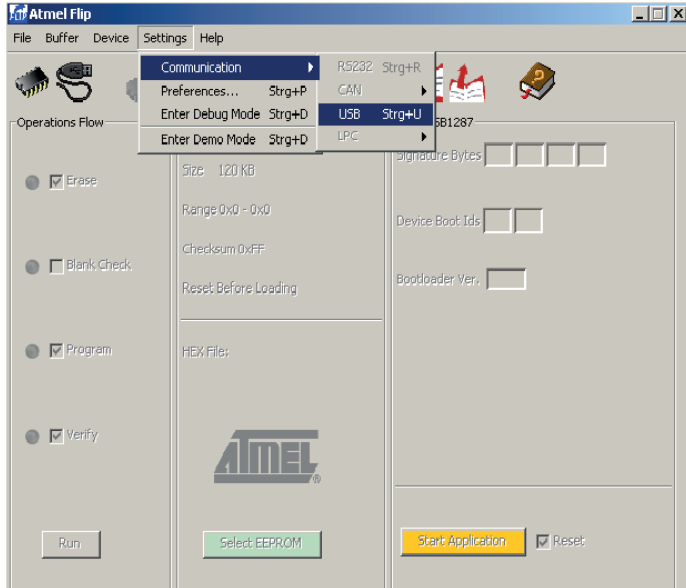 Atmel Flip
File Buffer Device Settings Help
Communication
Preferences... Strg+P
Enter Debug Mode Strg+D
Enter Demo Mode Strg+D
RS232 Strg+R
CAN
USB Strg+U
LPC
Operations Flow
Erase
Blank Check
Program
Verify
Run
Size 120 KB
Range 0x0 - 0x0
Checksum 0xFF
Reset Before Loading
HEX File:
ATMEL
Select EEPROM
SB1287
Signature Bytes
Device Boot Ids
Bootloader Ver.
Start Application Reset